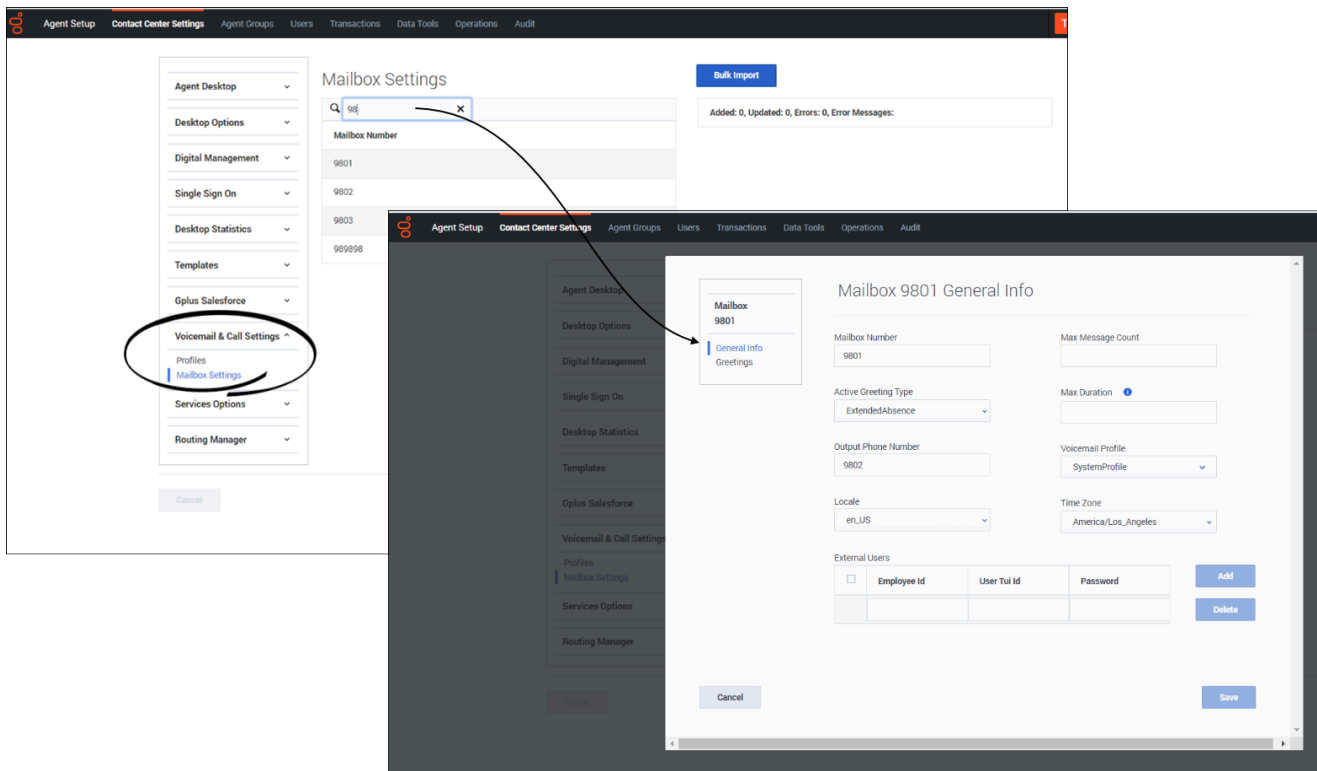 Agent Setup Contact Center Settings Agent Groups Users Transactions Data Tools Operations Audit
Agent Desktop
Desktop Options
Digital Management
Single Sign On
Desktop Statistics
Templates
Gplus Salesforce
Voicemail & Call Settings
Profiles
Mailbox Settings
Services Options
Routing Manager
Cancel
Mailbox Settings
98
Mailbox Number
9801
9802
9803
989898
Bulk Import
Added: 0, Updated: 0, Errors: 0, Error Messages:
Agent Setup Contact Center Settings Agent Groups Users Transactions Data Tools Operations Audit
Agent Desktop
Desktop Options
Digital Management
Single Sign On
Desktop Statistics
Templates
Gplus Salesforce
Voicemail & Call Settings
Profiles
Mailbox Settings
Services Options
Routing Manager
Cancel
Mailbox
9801
General Info
Greetings
Mailbox 9801 General Info
Mailbox Number Max Message Count
9801
Active Greeting Type Max Duration
ExtendedAbsence
Output Phone Number Voicemail Profile
9802 SystemProfile
Locale Time Zone
en_US America/Los_Angeles
External Users
Employee Id User Tui Id Password Add
Delete
Cancel Save